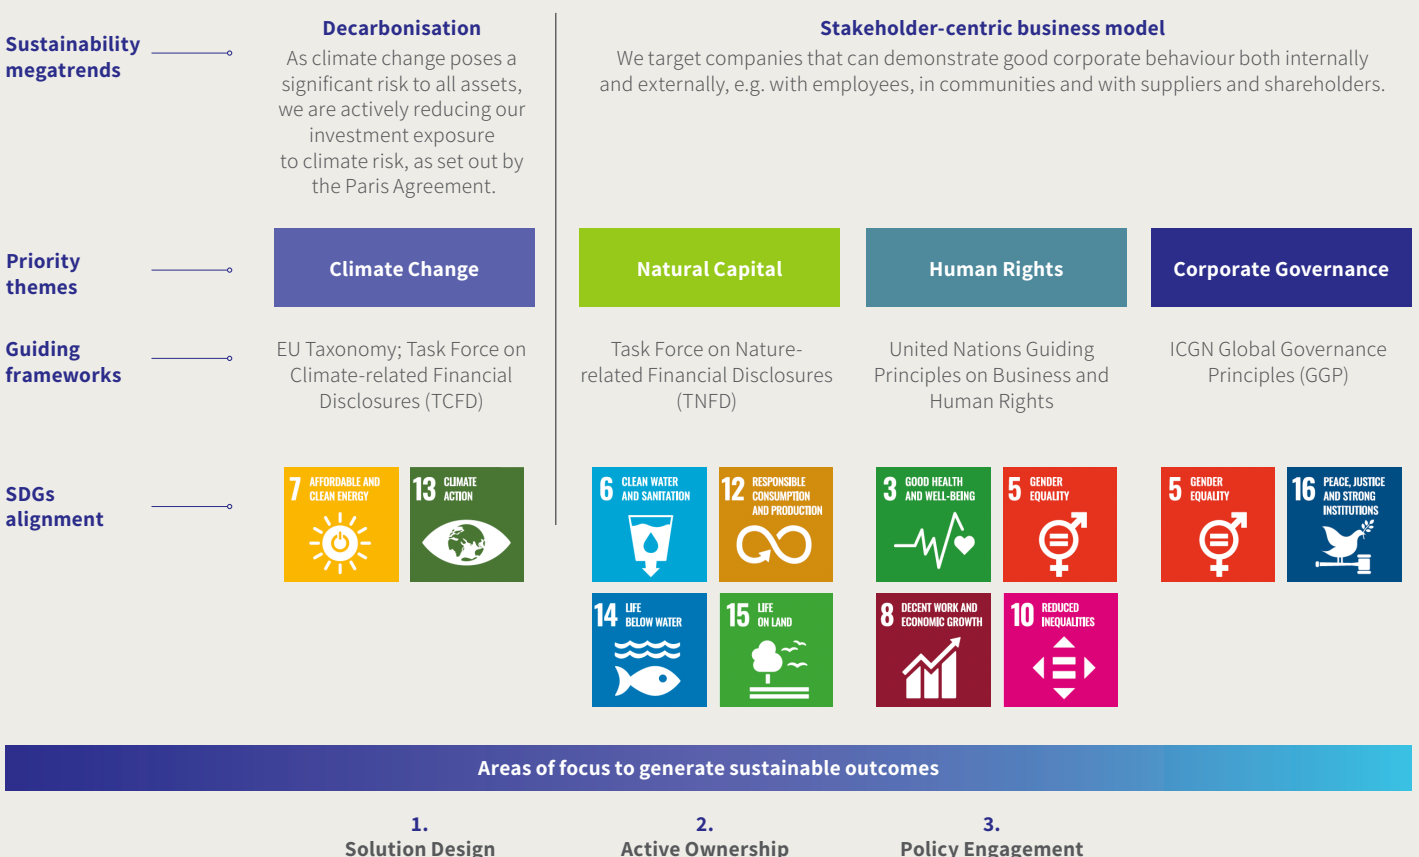 Sustainability
megatrends
Decarbonisation
As climate change poses a
significant risk to all assets,
we are actively reducing our
investment exposure
to climate risk, as set out by
the Paris Agreement.
Stakeholder-centric business model
We target companies that can demonstrate good corporate behaviour both internally
and externally, e.g. with employees, in communities and with suppliers and shareholders.
Priority
themes
Climate Change
Natural Capital
Human Rights
Corporate Governance
Guiding
frameworks
EU Taxonomy; Task Force on
Climate-related Financial
Disclosures (TCFD)
Task Force on Nature-
related Financial Disclosures
(TNFD)
United Nations Guiding
Principles on Business and
Human Rights
ICGN Global Governance
Principles (GGP)
SDGs
alignment
7 AFFORDABLE AND
CLEAN ENERGY
13 CLIMATE
ACTION
6 CLEAN WATER
AND SANITATION
12 RESPONSIBLE
CONSUMPTION
AND PRODUCTION
14 LIFE
BELOW WATER
15 LIFE
ON LAND
3 GOOD HEALTH
AND WELL-BEING
5 GENDER
EQUALITY
8 DECENT WORK AND
ECONOMIC GROWTH
10 REDUCED
INEQUALITIES
5 GENDER
EQUALITY
16 PEACE, JUSTICE
AND STRONG
INSTITUTIONS
Areas of focus to generate sustainable outcomes
1.
Solution Design
2.
Active Ownership
3.
Policy Engagement